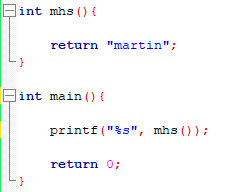 int mhs(){
return "martin";
}
int main(){
printf("%s", mhs());
return 0;
}